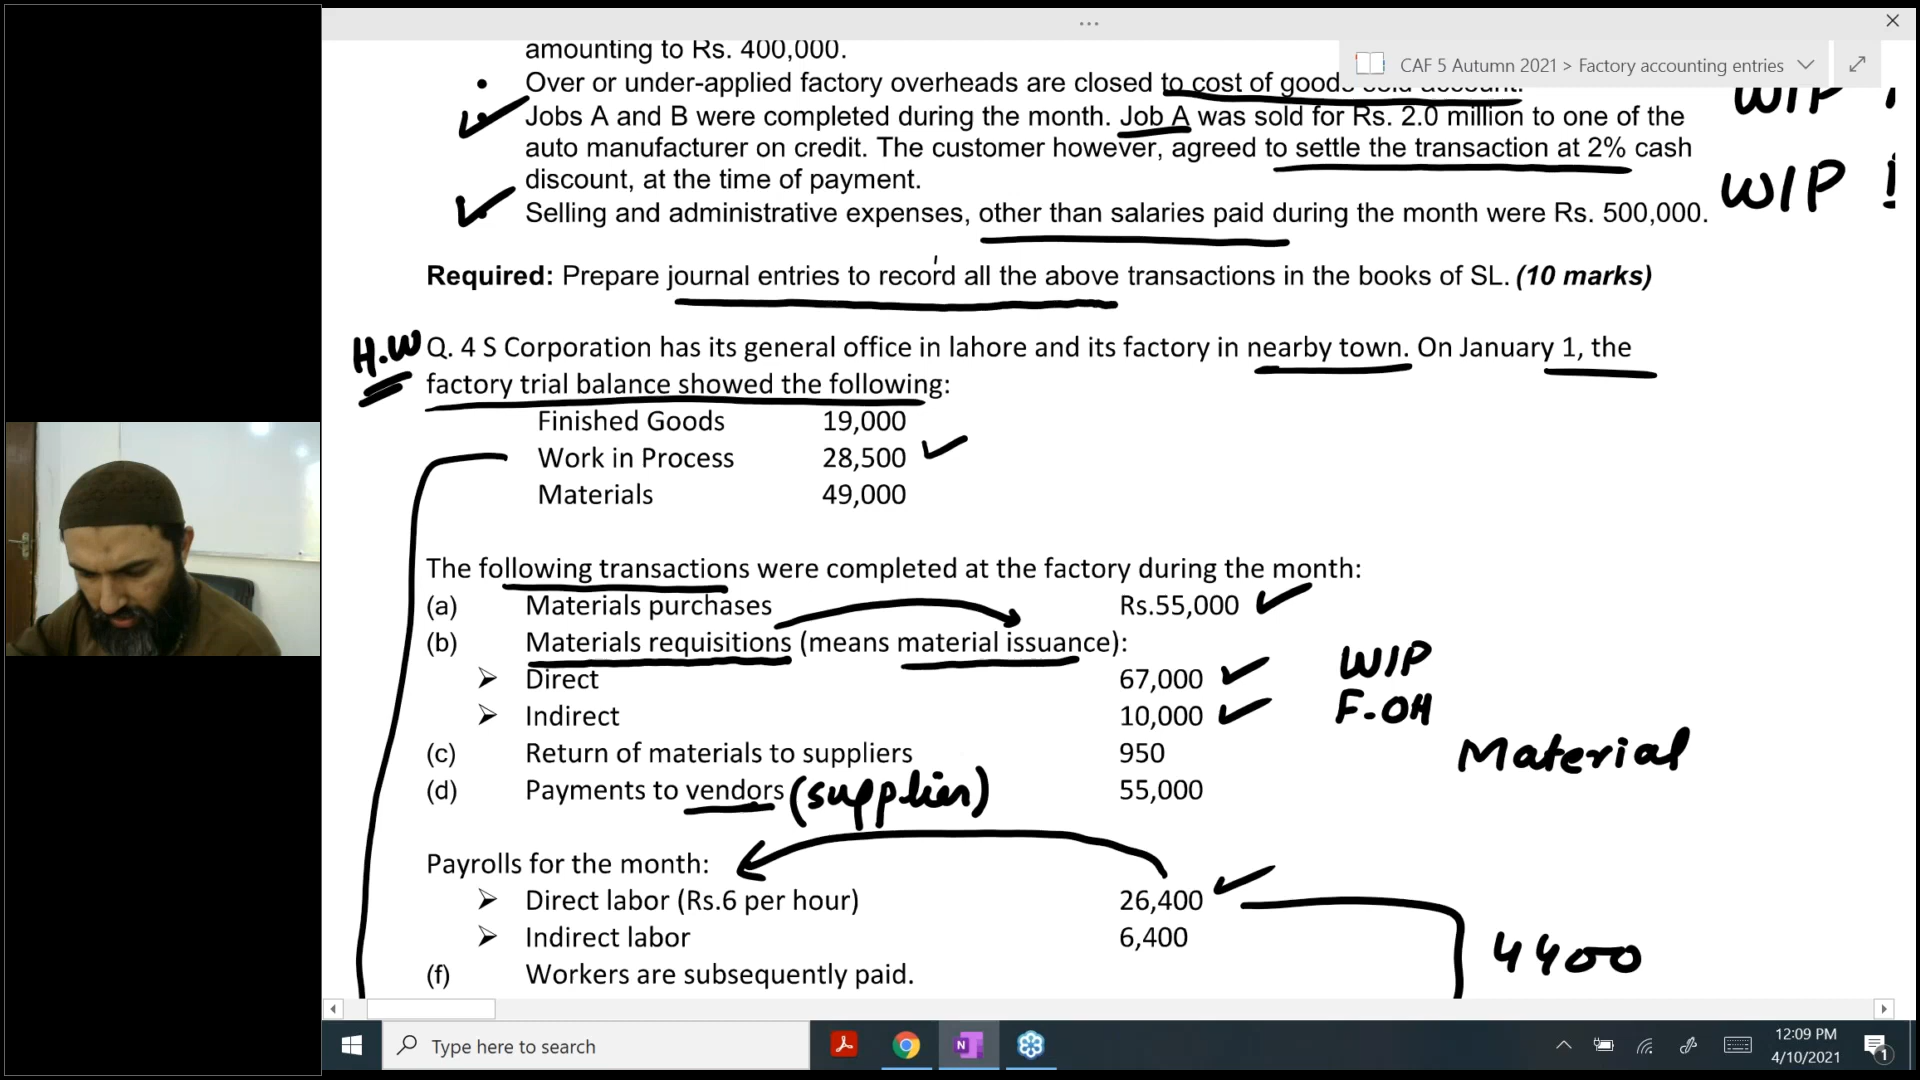 amounting to Rs. 400,000.
CAF 5 Autumn 2021 > Factory accounting entries
• Over or under-applied factory overheads are closed to cost of goods sold account.
WIP
Jobs A and B were completed during the month. Job A was sold for Rs. 2.0 million to one of the
auto manufacturer on credit. The customer however, agreed to settle the transaction at 2% cash
discount, at the time of payment.
WIP
Selling and administrative expenses, other than salaries paid during the month were Rs. 500,000.
Required: Prepare journal entries to record all the above transactions in the books of SL. (10 marks)
H.W
Q. 4 S Corporation has its general office in lahore and its factory in nearby town. On January 1, the
factory trial balance showed the following:
Finished Goods 19,000
Work in Process 28,500
Materials 49,000
The following transactions were completed at the factory during the month:
(a) Materials purchases Rs.55,000
(b) Materials requisitions (means material issuance):
➢ Direct 67,000 WIP
➢ Indirect 10,000 F-OH
(c) Return of materials to suppliers 950 Material
(d) Payments to vendors (supplier) 55,000
Payrolls for the month:
➢ Direct labor (Rs.6 per hour) 26,400
➢ Indirect labor 6,400 4400
(f) Workers are subsequently paid.
Type here to search
12:09 PM
4/10/2021
1